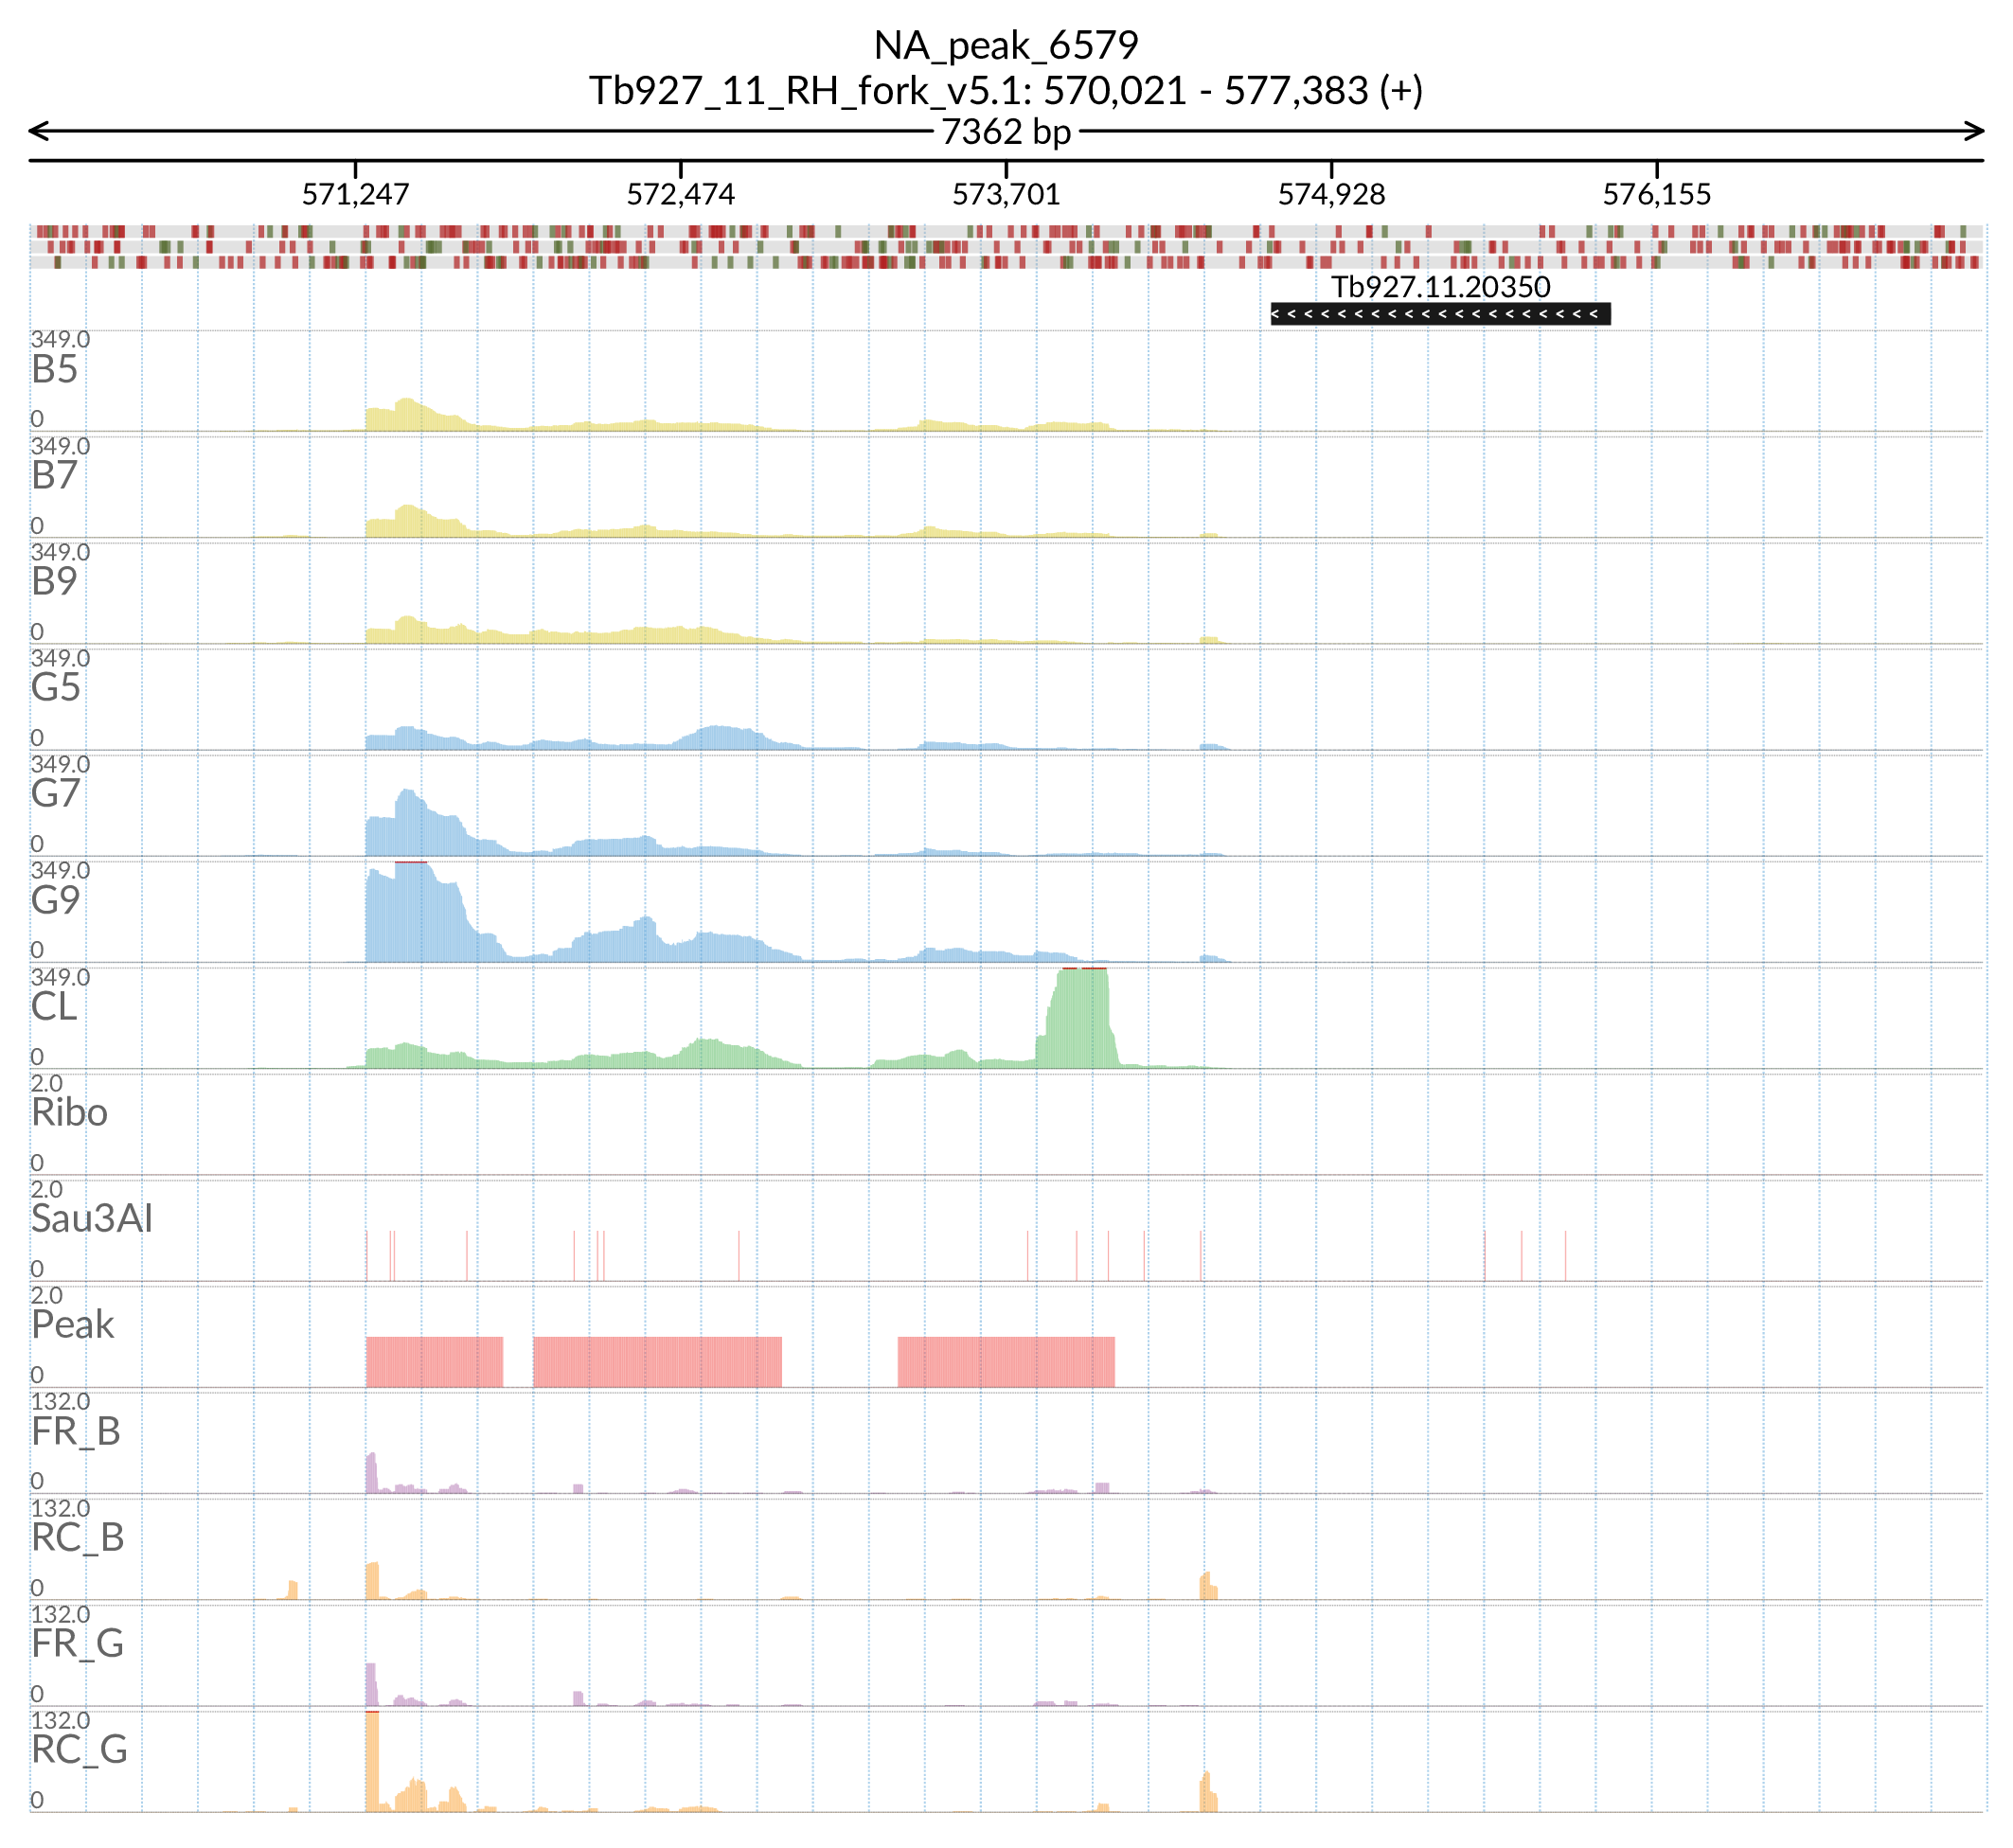 NA_peak_6579
Tb927_11_RH_fork_v5.1: 570,021 - 577,383 (+)
7362 bp
571,247 572,474 573,701 574,928 576,155
Tb927.11.20350
349.0
B5
0
349.0
B7
0
349.0
B9
0
349.0
G5
0
349.0
G7
0
349.0
G9
0
349.0
CL
0
2.0
Ribo
0
2.0
Sau3AI
0
2.0
Peak
0
132.0
FR_B
0
132.0
RC_B
0
132.0
FR_G
0
132.0
RC_G
0